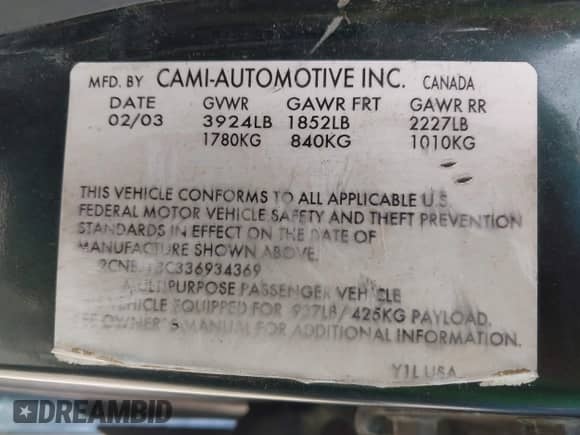 MFD. BY CAMI-AUTOMOTIVE INC. CANADA
DATE GVWR GAWR FRT GAWR RR
02/03 3924LB 1852LB 2227LB
1780KG 840KG 1010KG
THIS VEHICLE CONFORMS TO ALL APPLICABLE U.S.
FEDERAL MOTOR VEHICLE SAFETY AND THEFT PREVENTION
STANDARDS IN EFFECT ON THE DATE OF
MANUFACTURE SHOWN ABOVE.
MULTIPURPOSE PASSENGER VEHICLE
VEHICLE EQUIPPED FOR 937LB/ 425KG PAYLOAD.
SEE OWNER'S MANUAL FOR ADDITIONAL INFORMATION.
Y1L USA
DREAMBID